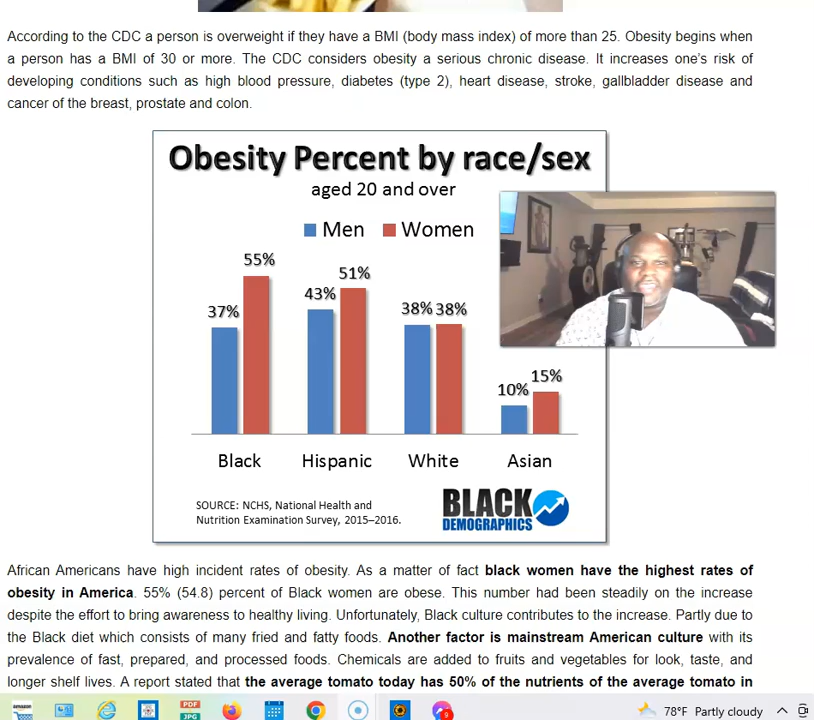 According to the CDC a person is overweight if they have a BMI (body mass index) of more than 25. Obesity begins when
a person has a BMI of 30 or more. The CDC considers obesity a serious chronic disease. It increases one's risk of
developing conditions such as high blood pressure, diabetes (type 2), heart disease, stroke, gallbladder disease and
cancer of the breast, prostate and colon.
Obesity Percent by race/sex
aged 20 and over
Men Women
55%
37%
43%
51%
38% 38%
10%
15%
Black Hispanic White Asian
SOURCE: NCHS, National Health and
Nutrition Examination Survey, 2015–2016.
BLACK
DEMOGRAPHICS
African Americans have high incident rates of obesity. As a matter of fact black women have the highest rates of
obesity in America. 55% (54.8) percent of Black women are obese. This number had been steadily on the increase
despite the effort to bring awareness to healthy living. Unfortunately, Black culture contributes to the increase. Partly due to
the Black diet which consists of many fried and fatty foods. Another factor is mainstream American culture with its
prevalence of fast, prepared, and processed foods. Chemicals are added to fruits and vegetables for look, taste, and
longer shelf lives. A report stated that the average tomato today has 50% of the nutrients of the average tomato in
amazon
PDF
JPG
9
78°F Partly cloudy